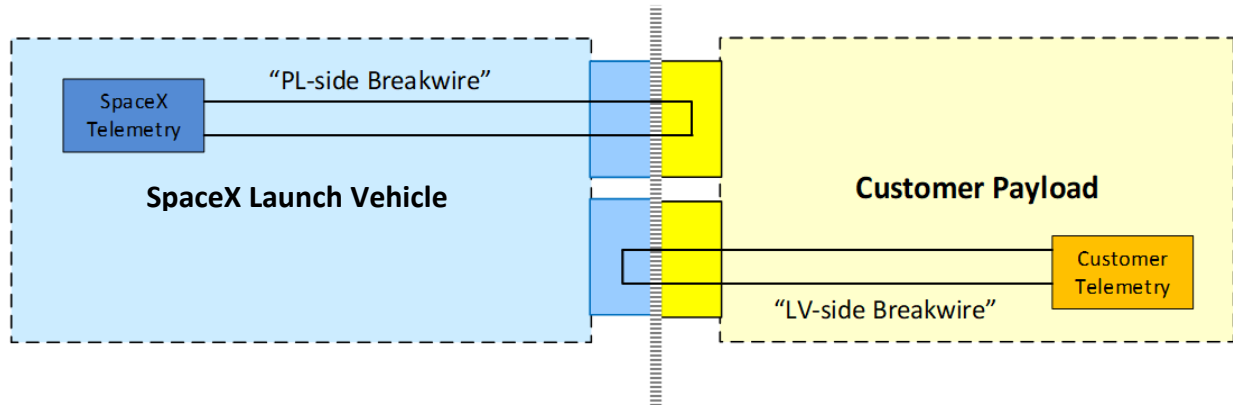 “PL-side Breakwire”
SpaceX
Telemetry
SpaceX Launch Vehicle
Customer Payload
Customer
Telemetry
“LV-side Breakwire”